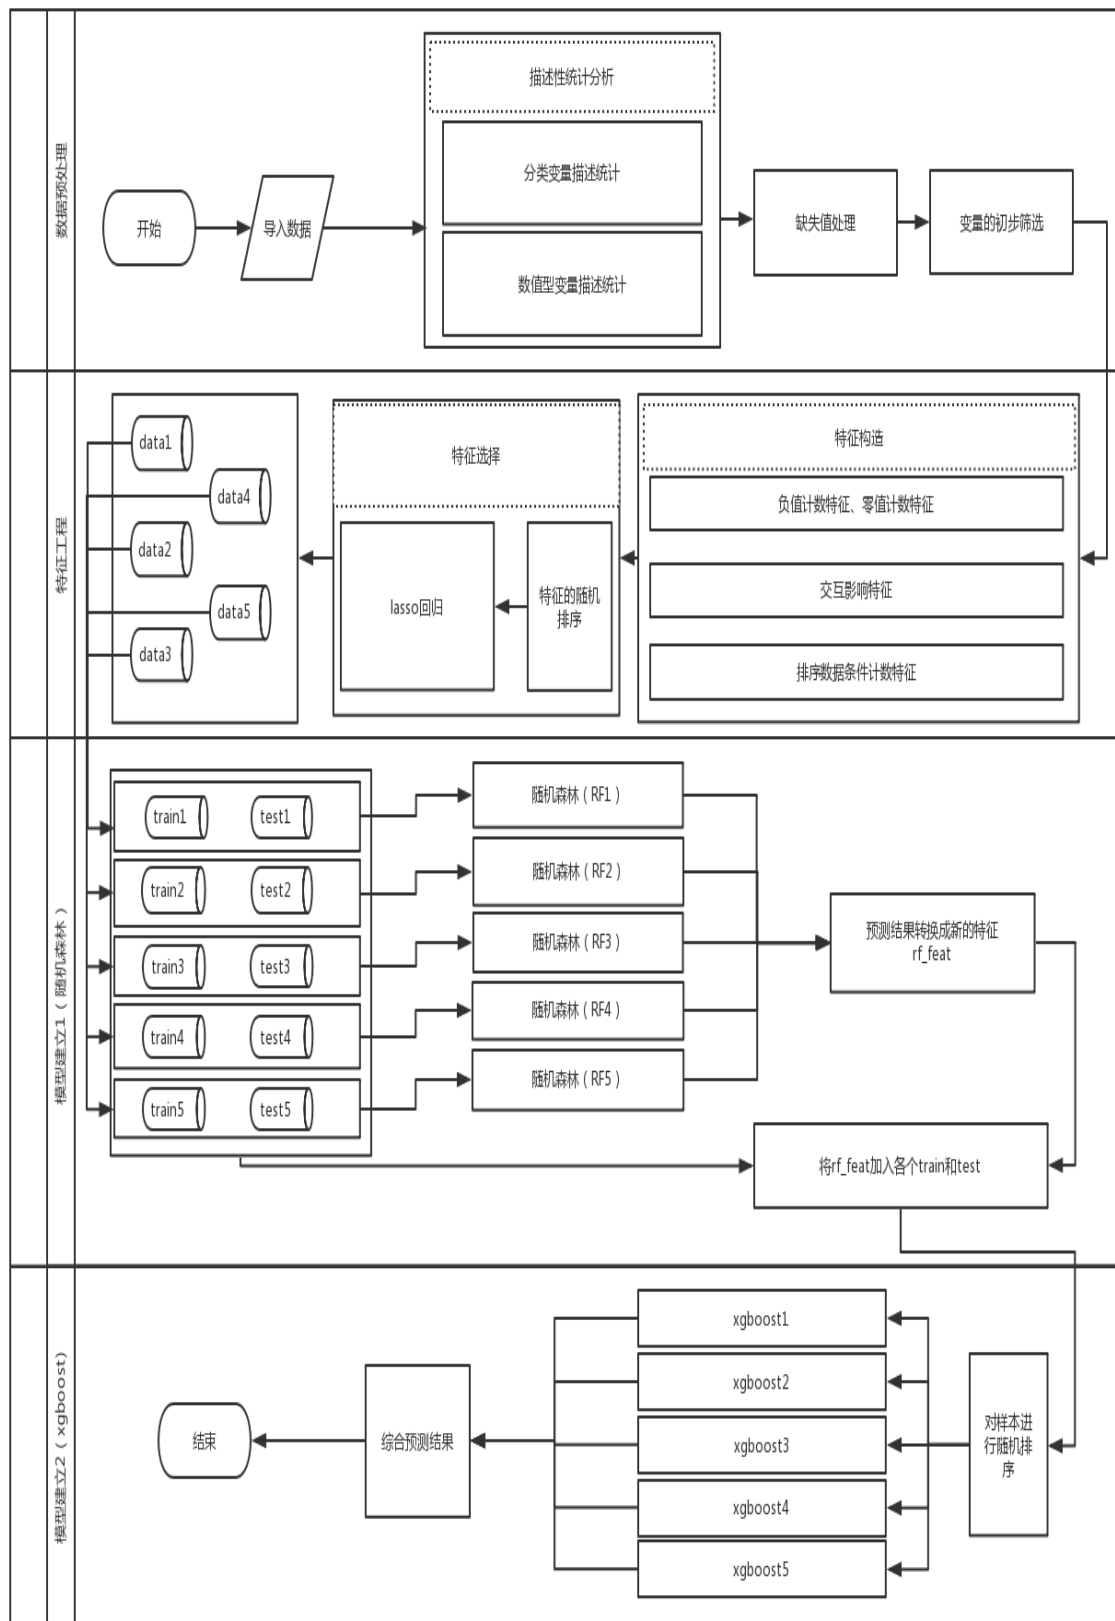 数据预处理
开始
导入数据
描述性统计分析
分类变量描述统计
数值型变量描述统计
缺失值处理
变量的初步筛选
特征工程
特征构造
负值计数特征、零值计数特征
交互影响特征
排序数据条件计数特征
特征选择
特征的随机
排序
lasso回归
data1
data4
data2
data5
data3
模型建立1（随机森林）
train1
test1
train2
test2
train3
test3
train4
test4
train5
test5
随机森林（RF1）
随机森林（RF2）
随机森林（RF3）
随机森林（RF4）
随机森林（RF5）
预测结果转换成新的特征
rf_feat
将rf_feat加入各个train和test
模型建立2（xgboost)
对样本进
行随机排
序
xgboost1
xgboost2
xgboost3
xgboost4
xgboost5
综合预测结果
结束